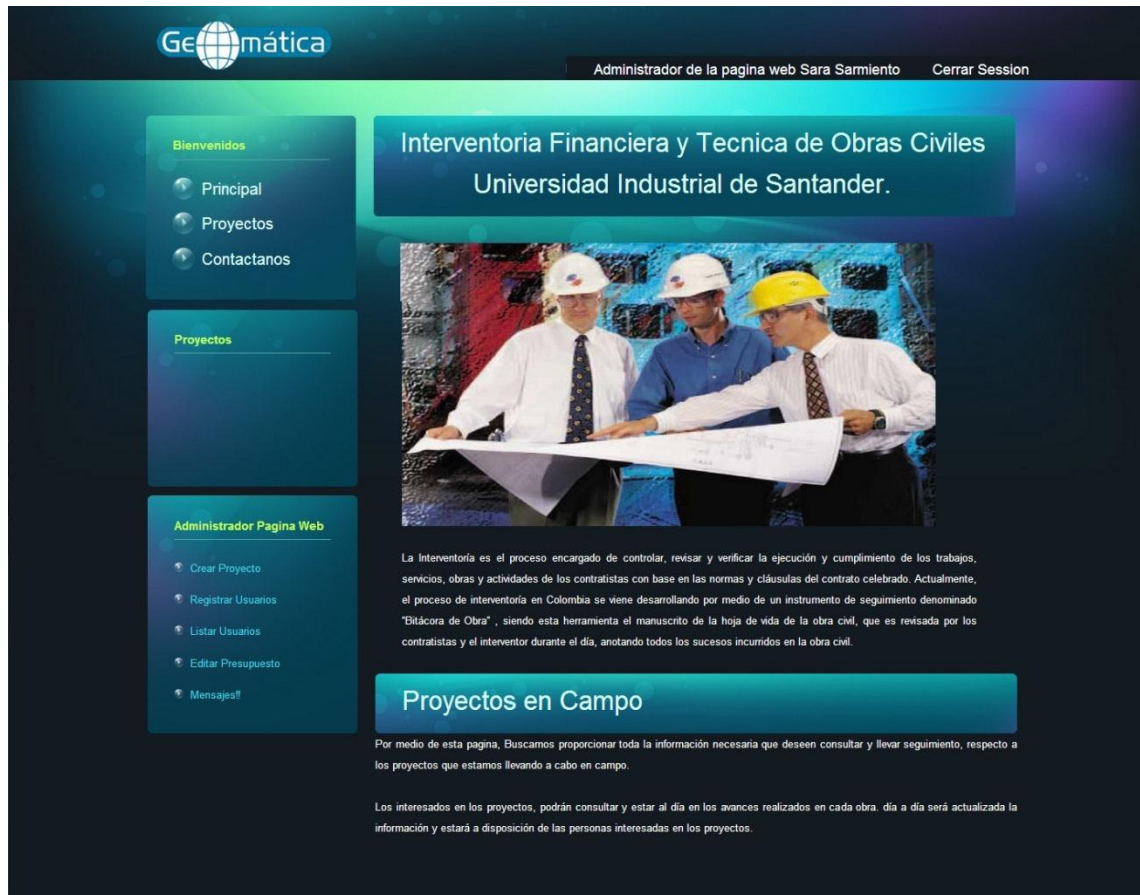 Geomática
Administrador de la pagina web Sara Sarmiento Cerrar Session
Bienvenidos
Principal
Proyectos
Contactanos
Proyectos
Administrador Pagina Web
Crear Proyecto
Registrar Usuarios
Listar Usuarios
Editar Presupuesto
Mensajes!!
Interventoria Financiera y Tecnica de Obras Civiles
Universidad Industrial de Santander.
La Interventoría es el proceso encargado de controlar, revisar y verificar la ejecución y cumplimiento de los trabajos,
servicios, obras y actividades de los contratistas con base en las normas y cláusulas del contrato celebrado. Actualmente,
el proceso de interventoría en Colombia se viene desarrollando por medio de un instrumento de seguimiento denominado
"Bitácora de Obra" , siendo esta herramienta el manuscrito de la hoja de vida de la obra civil, que es revisada por los
contratistas y el interventor durante el día, anotando todos los sucesos incurridos en la obra civil.
Proyectos en Campo
Por medio de esta pagina, Buscamos proporcionar toda la información necesaria que deseen consultar y llevar seguimiento, respecto a
los proyectos que estamos llevando a cabo en campo.
Los interesados en los proyectos, podrán consultar y estar al día en los avances realizados en cada obra. día a día será actualizada la
información y estará a disposición de las personas interesadas en los proyectos.